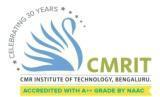 CELEBRATING 30 YEARS
CMRIT
CMR INSTITUTE OF TECHNOLOGY, BENGALURU.
ACCREDITED WITH A++ GRADE BY NAAC